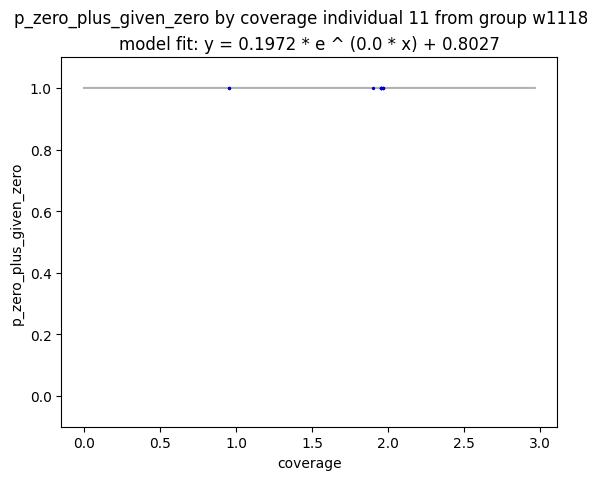 p_zero_plus_given_zero by coverage individual 11 from group w1118
model fit: y = 0.1972 * e ^ (0.0 * x) + 0.8027
1.0
0.8
0.6
0.4
0.2
0.0
p_zero_plus_given_zero
0.0 0.5 1.0 1.5 2.0 2.5 3.0
coverage